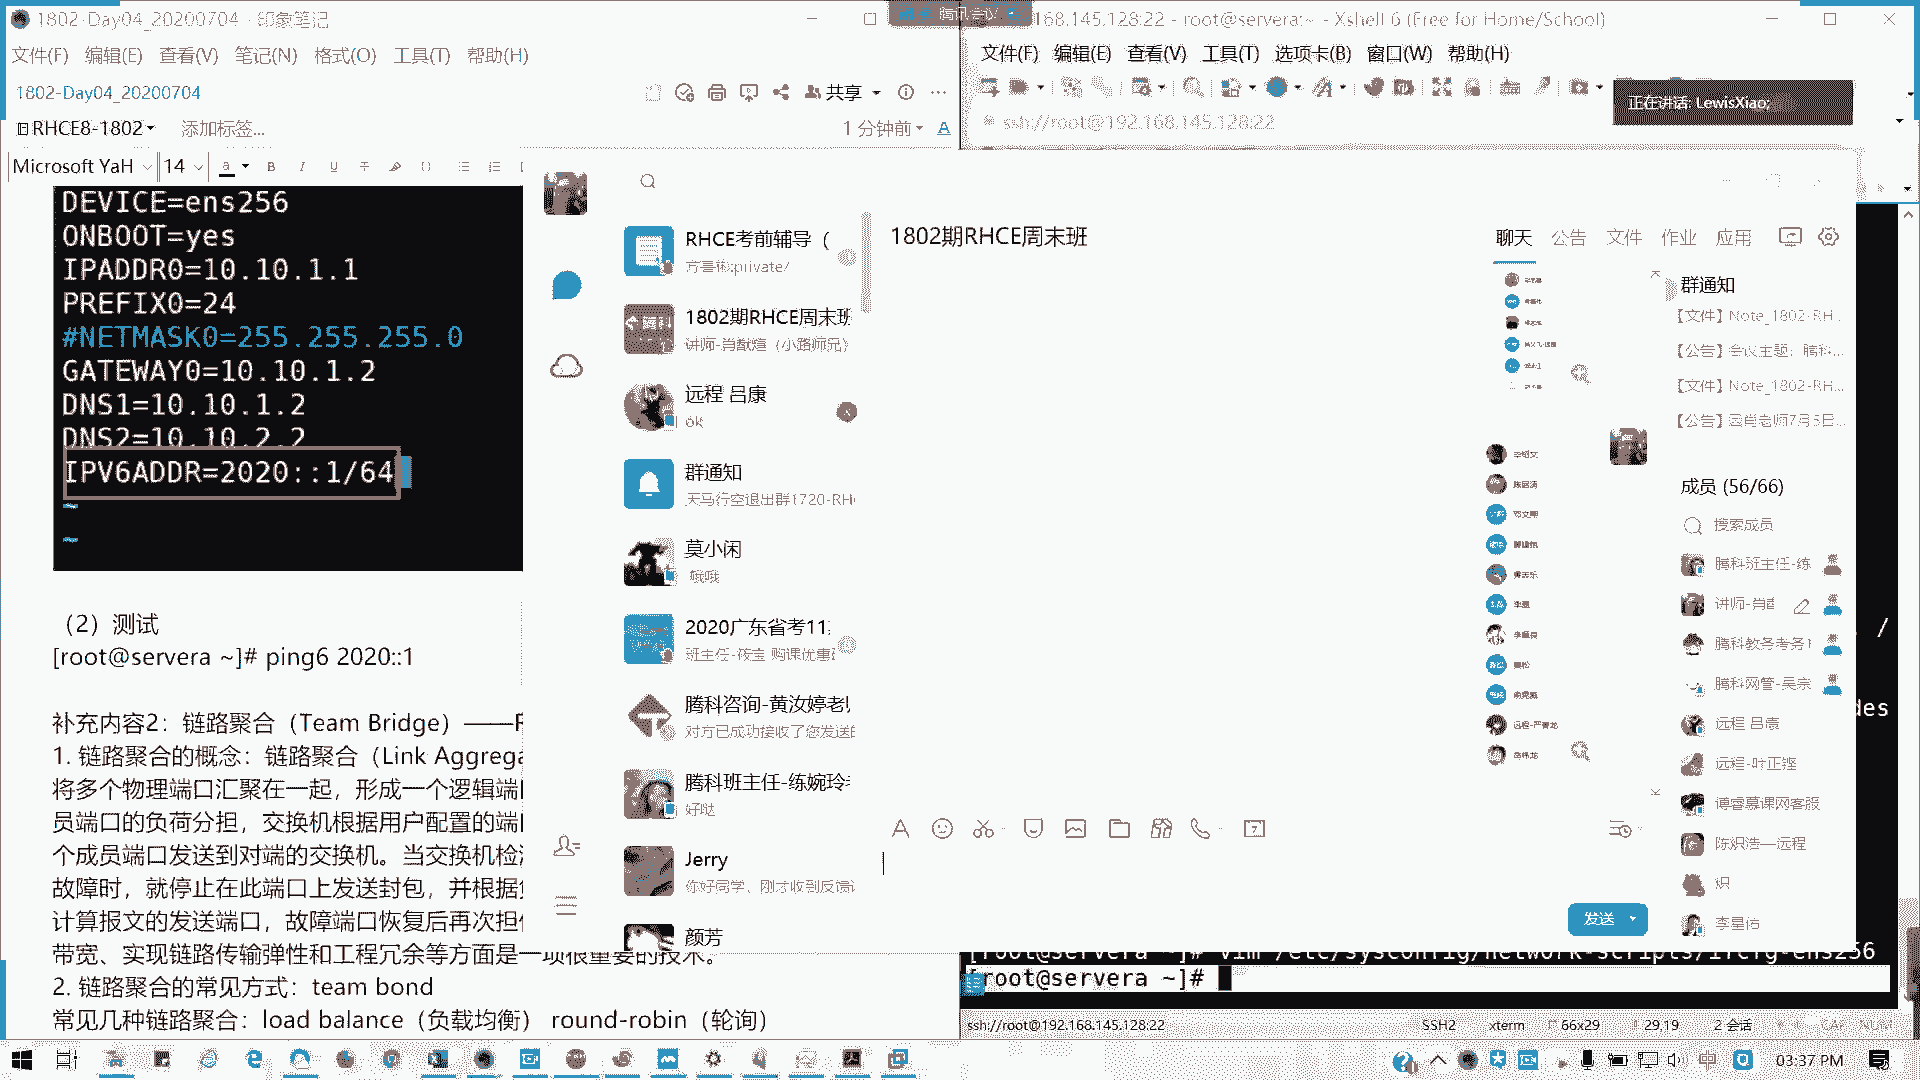 1802-Day04_20200704 - 印象笔记
文件(F) 编辑(E) 查看(V) 笔记(N) 格式(O) 工具(T) 帮助(H)
1802-Day04_20200704
共享
RHCE8-1802
添加标签...
1 分钟前
Microsoft YaH
14
DEVICE=ens256
ONBOOT=yes
IPADDR0=10.10.1.1
PREFIX0=24
#NETMASK0=255.255.255.0
GATEWAY0=10.10.1.2
DNS1=10.10.1.2
DNS2=10.10.2.2
IPV6ADDR=2020::1/64
（2）测试
[root@servera ~]# ping6 2020::1
补充内容2：链路聚合（Team Bridge）——R
1. 链路聚合的概念：链路聚合（Link Aggrega
将多个物理端口汇聚在一起，形成一个逻辑端
员端口的负荷分担，交换机根据用户配置的端
个成员端口发送到对端的交换机。当交换机检
故障时，就停止在此端口上发送封包，并根据
计算报文的发送端口，故障端口恢复后再次担
带宽、实现链路传输弹性和工程冗余等方面是一项很重要的技术。
2. 链路聚合的常见方式：team bond
常见几种链路聚合：load balance（负载均衡） round-robin（轮询）
腾讯会议
168.145.128:22 - root@servera:~ - Xshell 6 (Free for Home/School)
文件(F) 编辑(E) 查看(V) 工具(T) 选项卡(B) 窗口(W) 帮助(H)
正在讲话: LewisXiao;
ssh://root@192.168.145.128:22
RHCE考前辅导（
1802期RHCE周末班
远程 吕康
ok
群通知
天马行空退出群1720-RH
莫小闲
哦哦
2020广东省考11
腾科咨询-黄汝婷老
对方已成功接收了您发送的
腾科班主任-练婉玲
好哒
Jerry
你好同学，刚才收到反馈
颜芳
1802期RHCE周末班
聊天 公告 文件 作业 应用
群通知
【文件】Note_1802-RH...
【公告】会议主题：腾科...
【文件】Note_1802-RH...
【公告】因肖老师7月5日...
成员 (56/66)
搜索成员
腾科班主任-练
讲师-肖
腾科教务考务
腾科网管-吴宗
远程 吕康
远程-叶正铿
博睿慕课网客服
陈炽浩—远程
炽
李星佑
发送
des
[root@servera ~]# vim /etc/sysconfig/network-scripts/ifcfg-ens256
[root@servera ~]#
ssh://root@192.168.145.128:22
SSH2
xterm
66x29
29,19
2 会话
CAP NUM
03:37 PM